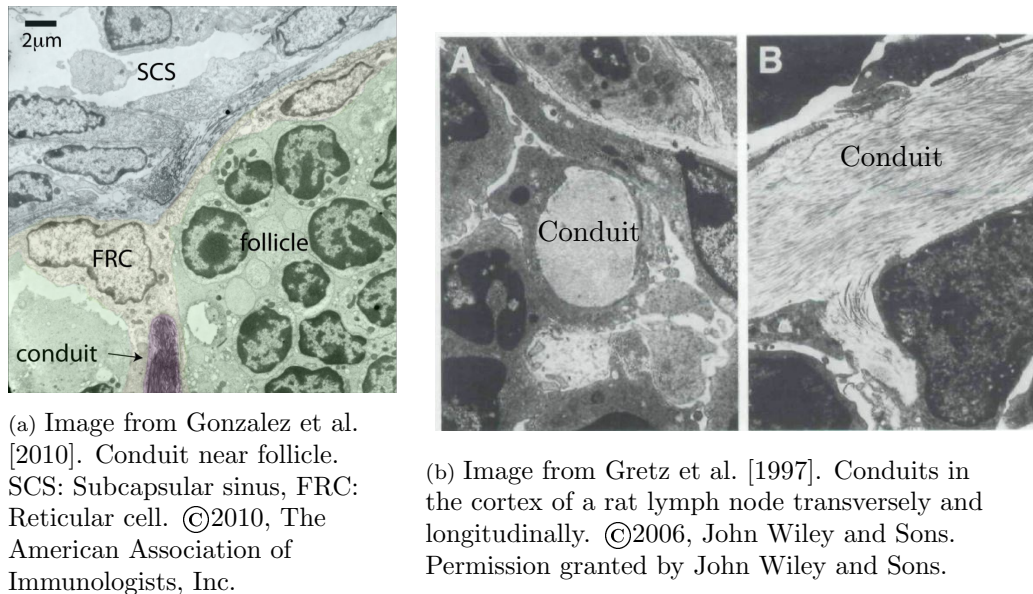 2μm
SCS
FRC
follicle
conduit
(a) Image from Gonzalez et al.
[2010]. Conduit near follicle.
SCS: Subcapsular sinus, FRC:
Reticular cell. ©2010, The
American Association of
Immunologists, Inc.
A
Conduit
B
Conduit
(b) Image from Gretz et al. [1997]. Conduits in
the cortex of a rat lymph node transversely and
longitudinally. ©2006, John Wiley and Sons.
Permission granted by John Wiley and Sons.